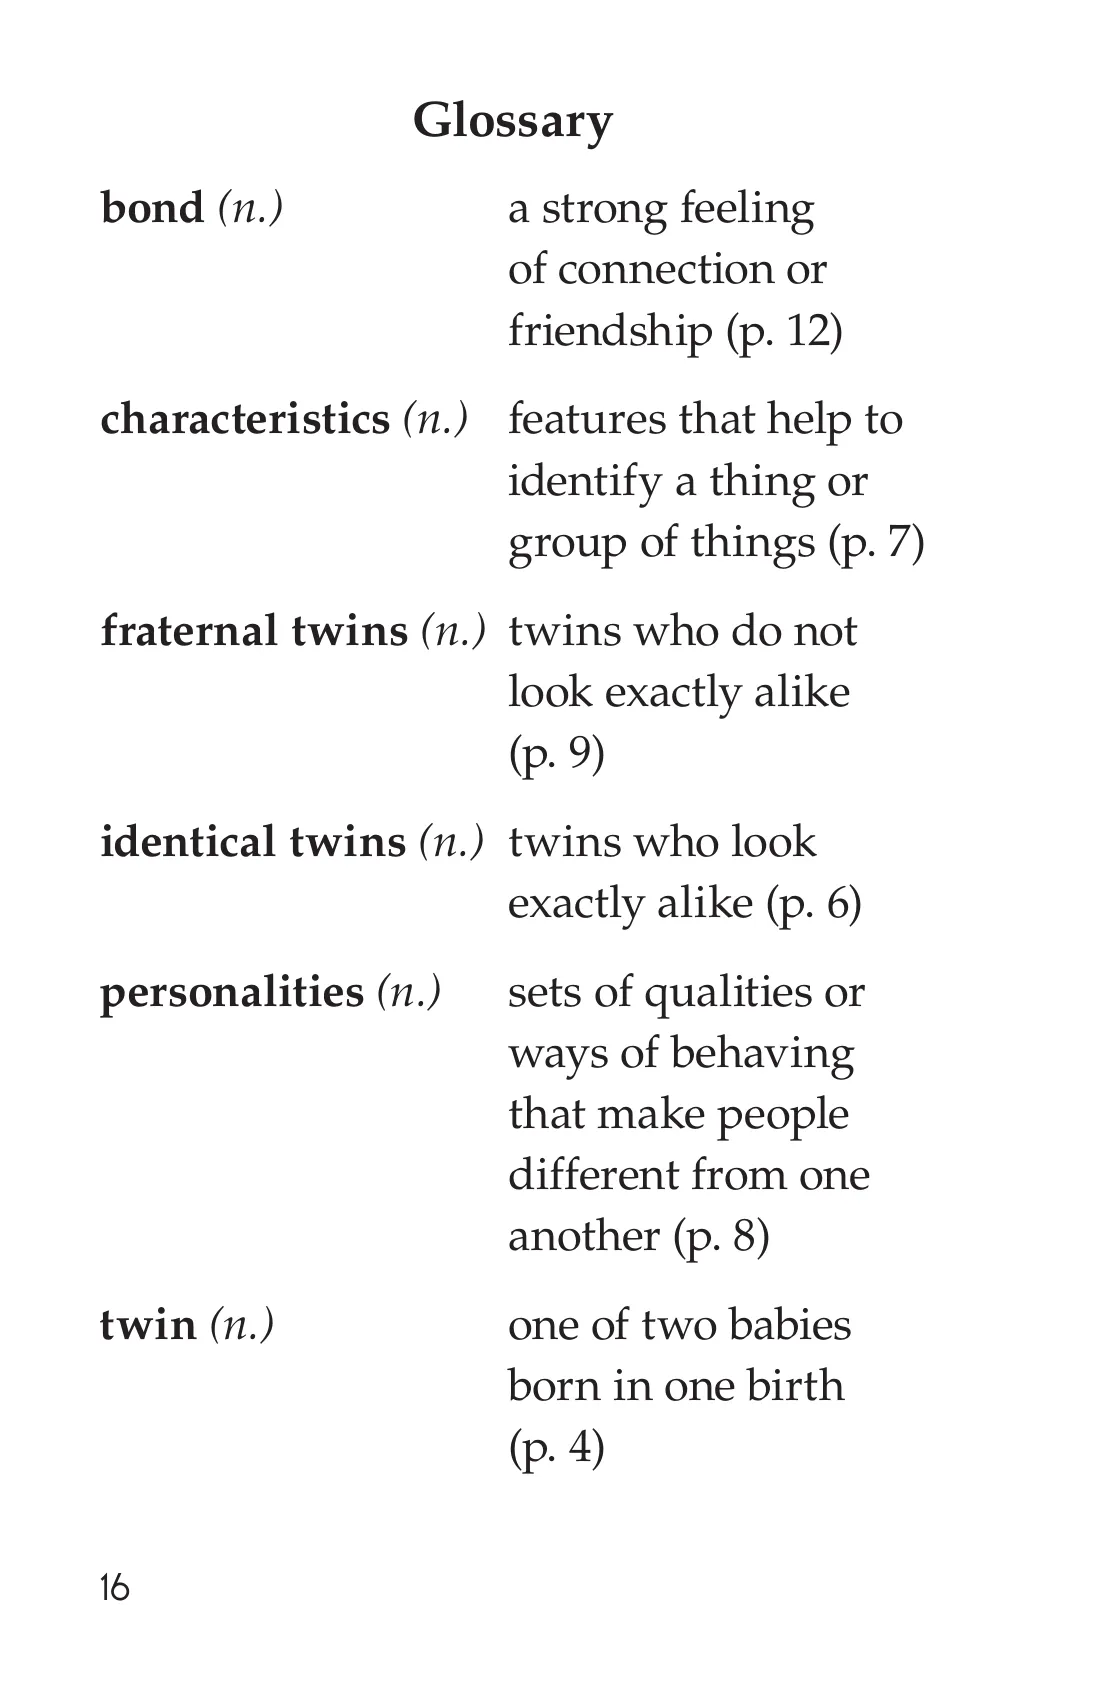 Glossary
bond (n.) a strong feeling
of connection or
friendship (p. 12)
characteristics (n.) features that help to
identify a thing or
group of things (p. 7)
fraternal twins (n.) twins who do not
look exactly alike
(p. 9)
identical twins (n.) twins who look
exactly alike (p. 6)
personalities (n.) sets of qualities or
ways of behaving
that make people
different from one
another (p. 8)
twin (n.) one of two babies
born in one birth
(p. 4)
16